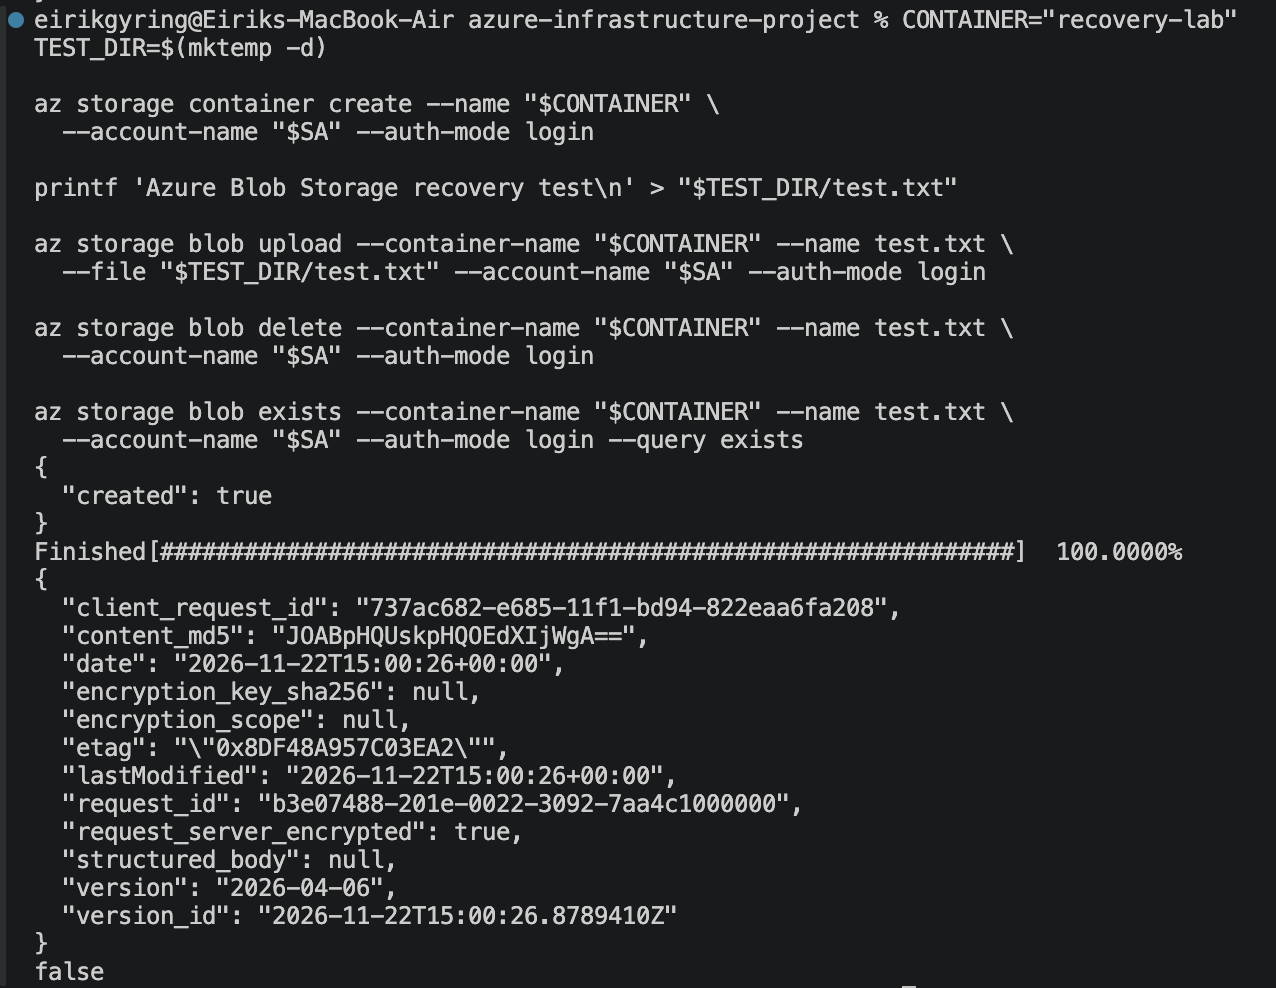 eirikgyring@Eiriks-MacBook-Air azure-infrastructure-project % CONTAINER="recovery-lab"
TEST_DIR=$(mktemp -d)
az storage container create --name "$CONTAINER" \
--account-name "$SA" --auth-mode login
printf 'Azure Blob Storage recovery test\n' > "$TEST_DIR/test.txt"
az storage blob upload --container-name "$CONTAINER" --name test.txt \
--file "$TEST_DIR/test.txt" --account-name "$SA" --auth-mode login
az storage blob delete --container-name "$CONTAINER" --name test.txt \
--account-name "$SA" --auth-mode login
az storage blob exists --container-name "$CONTAINER" --name test.txt \
--account-name "$SA" --auth-mode login --query exists
{
"created": true
}
Finished[#############################################################]  100.0000%
{
"client_request_id": "737ac682-e685-11f1-bd94-822eaa6fa208",
"content_md5": "JOABpHQUskpHQOEdXIjWgA==",
"date": "2026-11-22T15:00:26+00:00",
"encryption_key_sha256": null,
"encryption_scope": null,
"etag": "\"0x8DF48A957C03EA2\"",
"lastModified": "2026-11-22T15:00:26+00:00",
"request_id": "b3e07488-201e-0022-3092-7aa4c1000000",
"request_server_encrypted": true,
"structured_body": null,
"version": "2026-04-06",
"version_id": "2026-11-22T15:00:26.8789410Z"
}
false